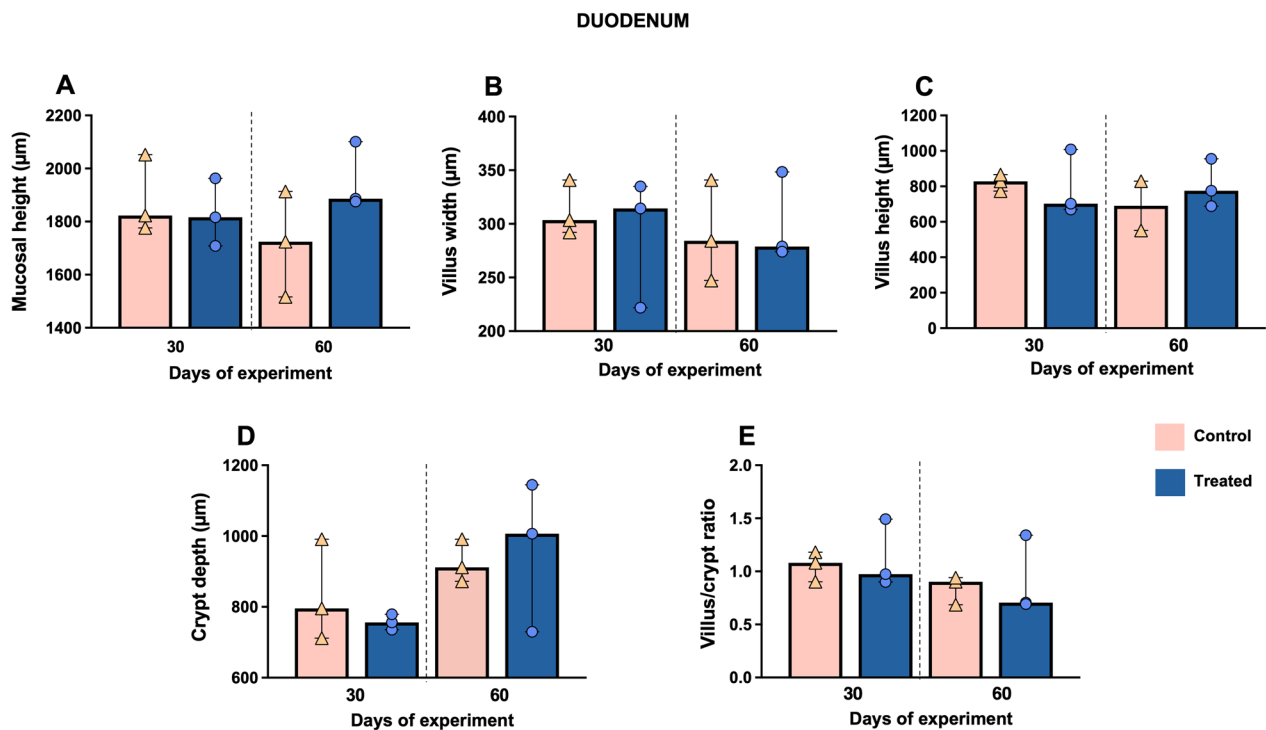 DUODENUM
A
Mucosal height (µm)
2200
2000
1800
1600
1400
30
60
Days of experiment
B
Villus width (µm)
400
350
300
250
200
30
60
Days of experiment
C
Villus height (µm)
1200
1000
800
600
400
200
0
30
60
Days of experiment
D
Crypt depth (µm)
1200
1000
800
600
30
60
Days of experiment
E
Villus/crypt ratio
2.0
1.5
1.0
0.5
0.0
30
60
Days of experiment
Control
Treated